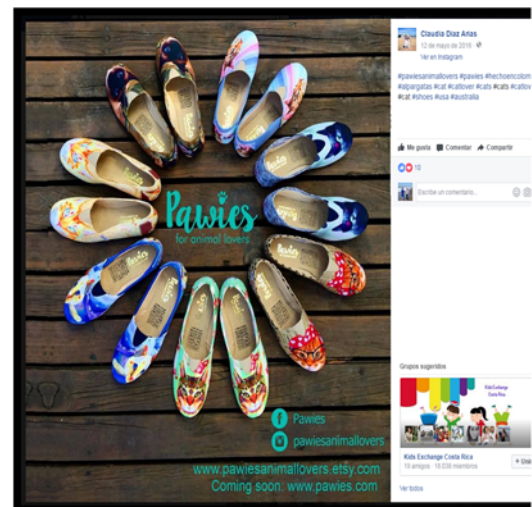 Pawies
for animal lovers
Pawies
pawiesanimallovers
www.pawiesanimallovers.etsy.com
Coming soon: www.pawies.com
Claudia Diaz Arias
12 de mayo de 2016
Ver en Instagram
#pawiesanimallovers #pawies #hechoencolom
#alpargatas #cat #catlover #cats #cats #catlov
#cat #shoes #usa #australia
Me gusta Comentar Compartir
10
Escribe un comentario...
Grupos sugeridos
Kids Exchange
Costa Rica
Kids Exchange Costa Rica
19 amigos · 18.038 miembros
+ Unir
Ver todos